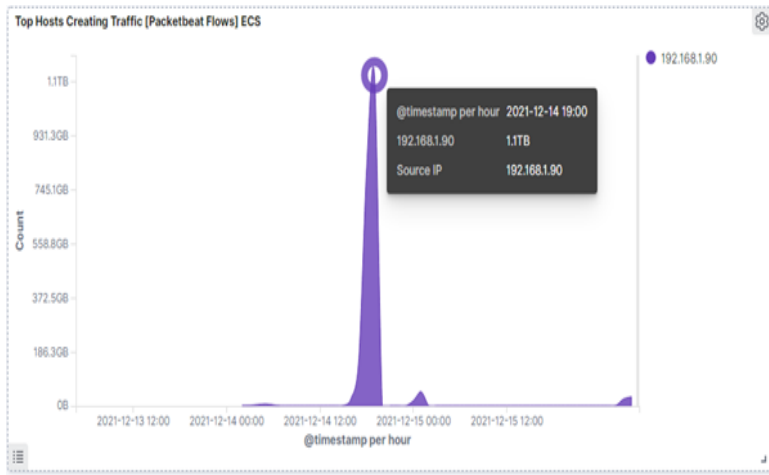 Top Hosts Creating Traffic [Packetbeat Flows] ECS
192.168.1.90
1.1TB
@timestamp per hour 2021-12-14 19:00
192.168.1.90 1.1TB
Source IP 192.168.1.90
931.3GB
745.1GB
558.8GB
372.5GB
186.3GB
0B
Count
2021-12-13 12:00 2021-12-14 00:00 2021-12-14 12:00 2021-12-15 00:00 2021-12-15 12:00
@timestamp per hour